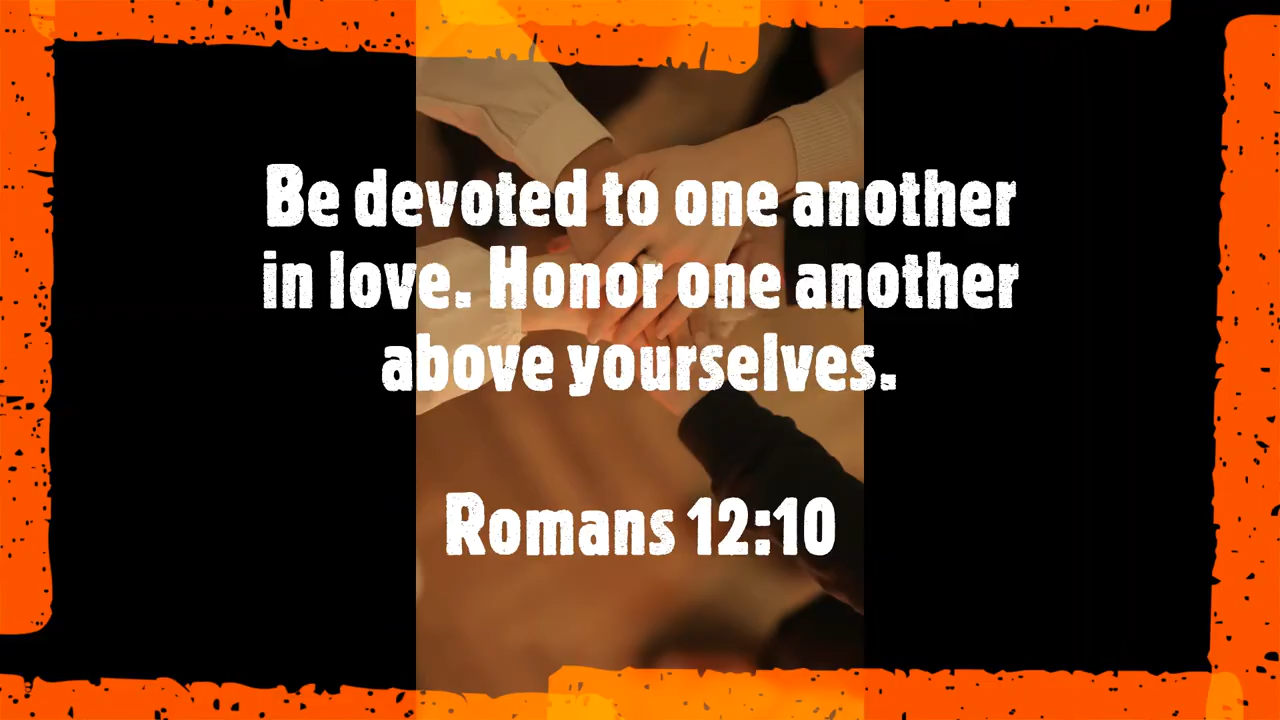 Be devoted to one another
in love. Honor one another
above yourselves.
Romans 12:10